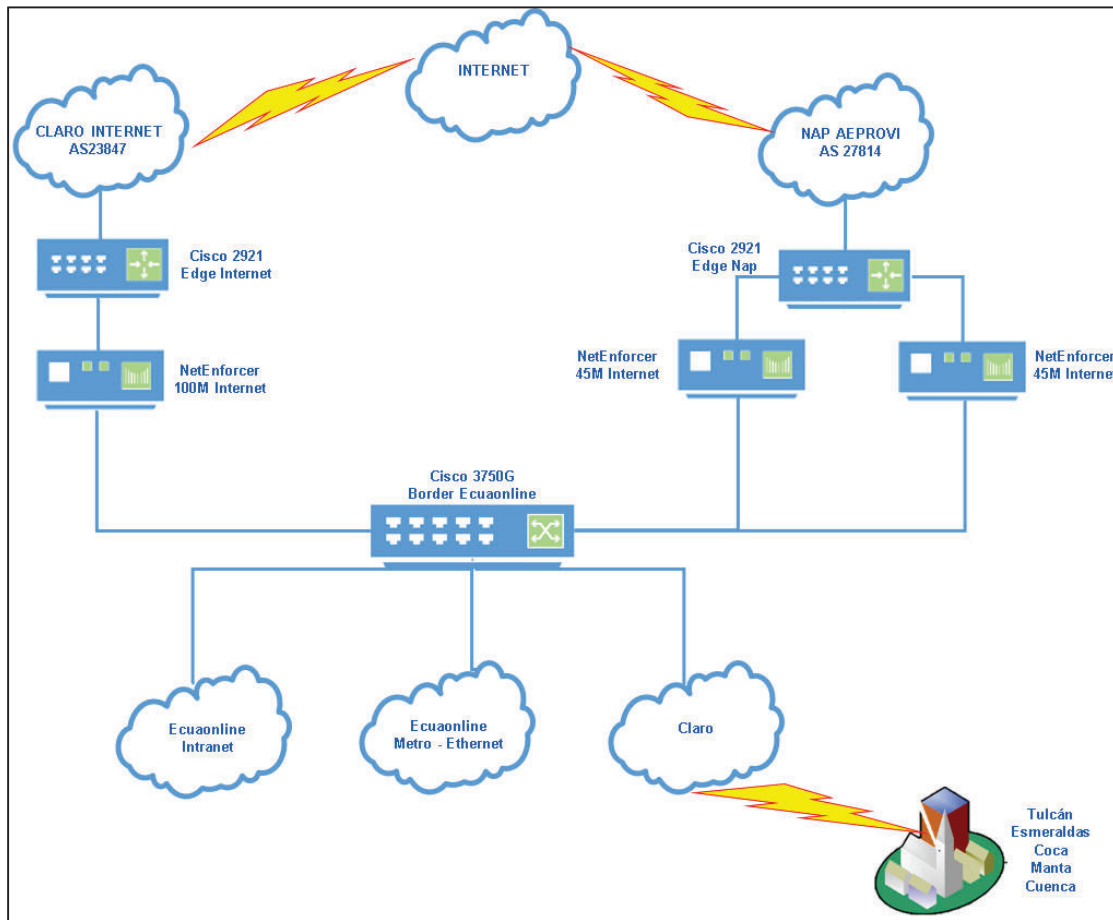 INTERNET
CLARO INTERNET
AS23847
NAP AEPROVI
AS 27814
Cisco 2921
Edge Internet
Cisco 2921
Edge Nap
NetEnforcer
100M Internet
NetEnforcer
45M Internet
NetEnforcer
45M Internet
Cisco 3750G
Border Ecuaonline
Ecuaonline
Intranet
Ecuaonline
Metro - Ethernet
Claro
Tulcán
Esmeraldas
Coca
Manta
Cuenca